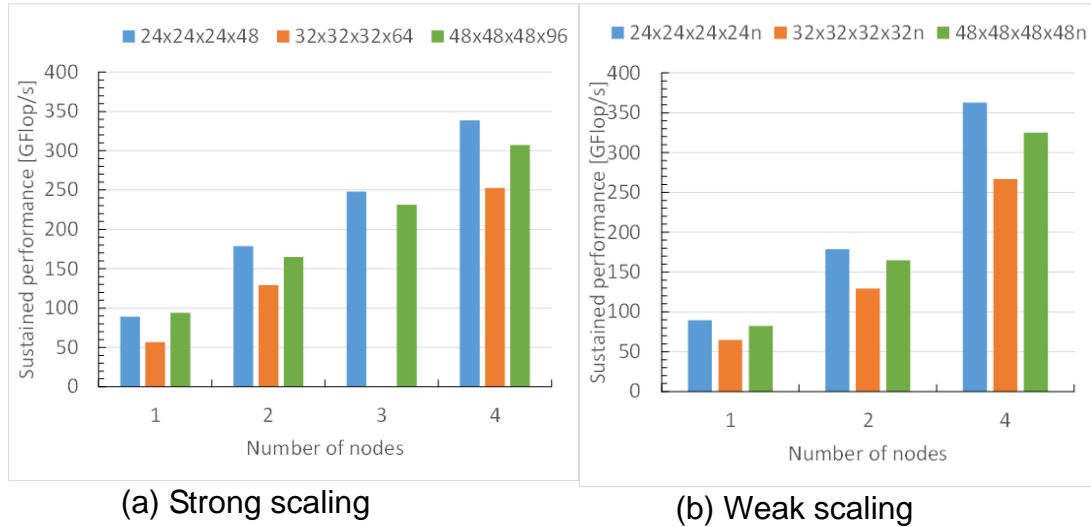 24x24x24x48 32x32x32x64 48x48x48x96
Sustained performance [GFlop/s]
400
350
300
250
200
150
100
50
0
1 2 3 4
Number of nodes
(a) Strong scaling
24x24x24x24n 32x32x32x32n 48x48x48x48n
Sustained performance [GFlop/s]
400
350
300
250
200
150
100
50
0
1 2 4
Number of nodes
(b) Weak scaling